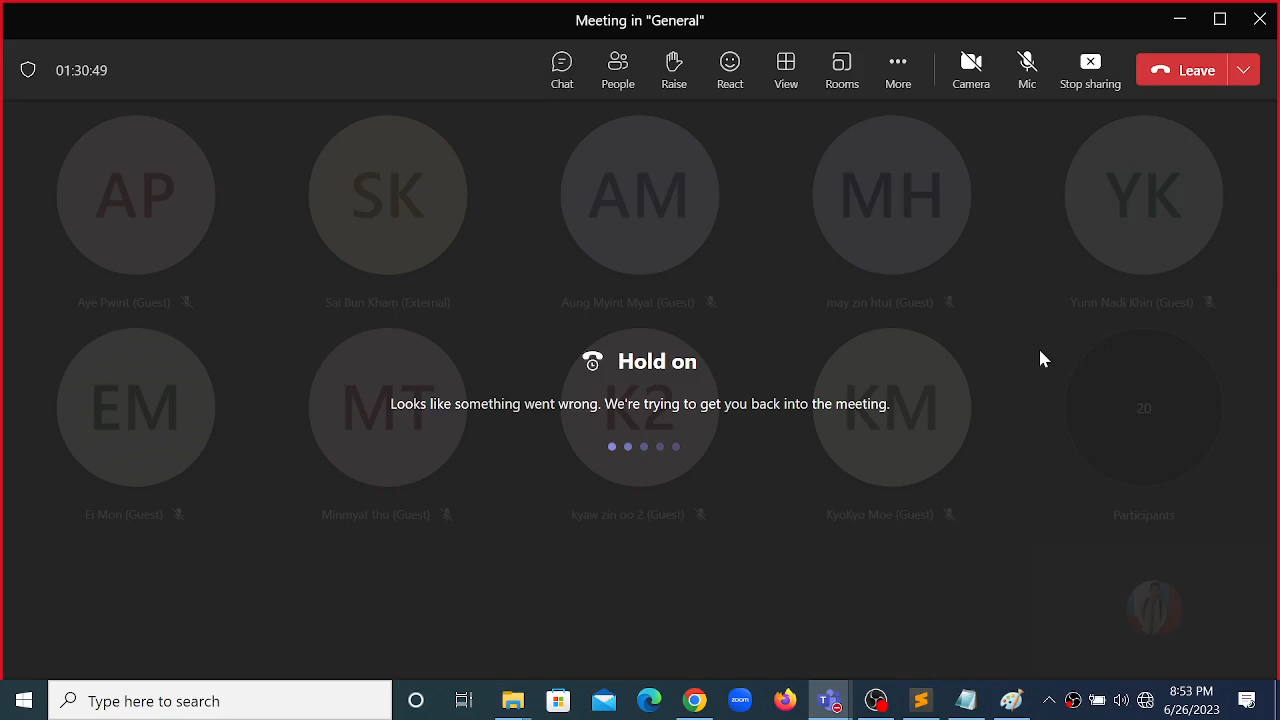 Meeting in "General"
01:30:49
Chat
People
Raise
React
View
Rooms
More
Camera
Mic
Stop sharing
Leave
AP
SK
AM
MH
YK
Aye Pwint (Guest)
Sai Bun Kham (External)
Aung Myint Myat (Guest)
may zin htut (Guest)
Yunn Nadi Khin (Guest)
Hold on
Looks like something went wrong. We're trying to get you back into the meeting.
EM
MT
K2
KM
20
Ei Mon (Guest)
Minmyat thu (Guest)
kyaw zin oo 2 (Guest)
KyoKyo Moe (Guest)
Participants
Type here to search
zoom
8:53 PM
6/26/2023